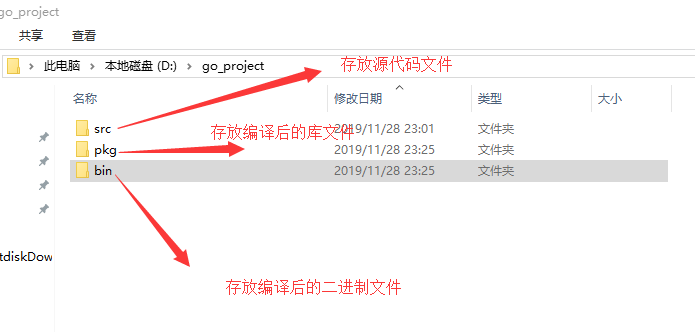 go_project
共享 查看
此电脑 本地磁盘 (D:) go_project
存放源代码文件
名称 修改日期 类型 大小
src 2019/11/28 23:01 文件夹
存放编译后的库文件
pkg 2019/11/28 23:25 文件夹
bin 2019/11/28 23:25 文件夹
tdiskDow
存放编译后的二进制文件